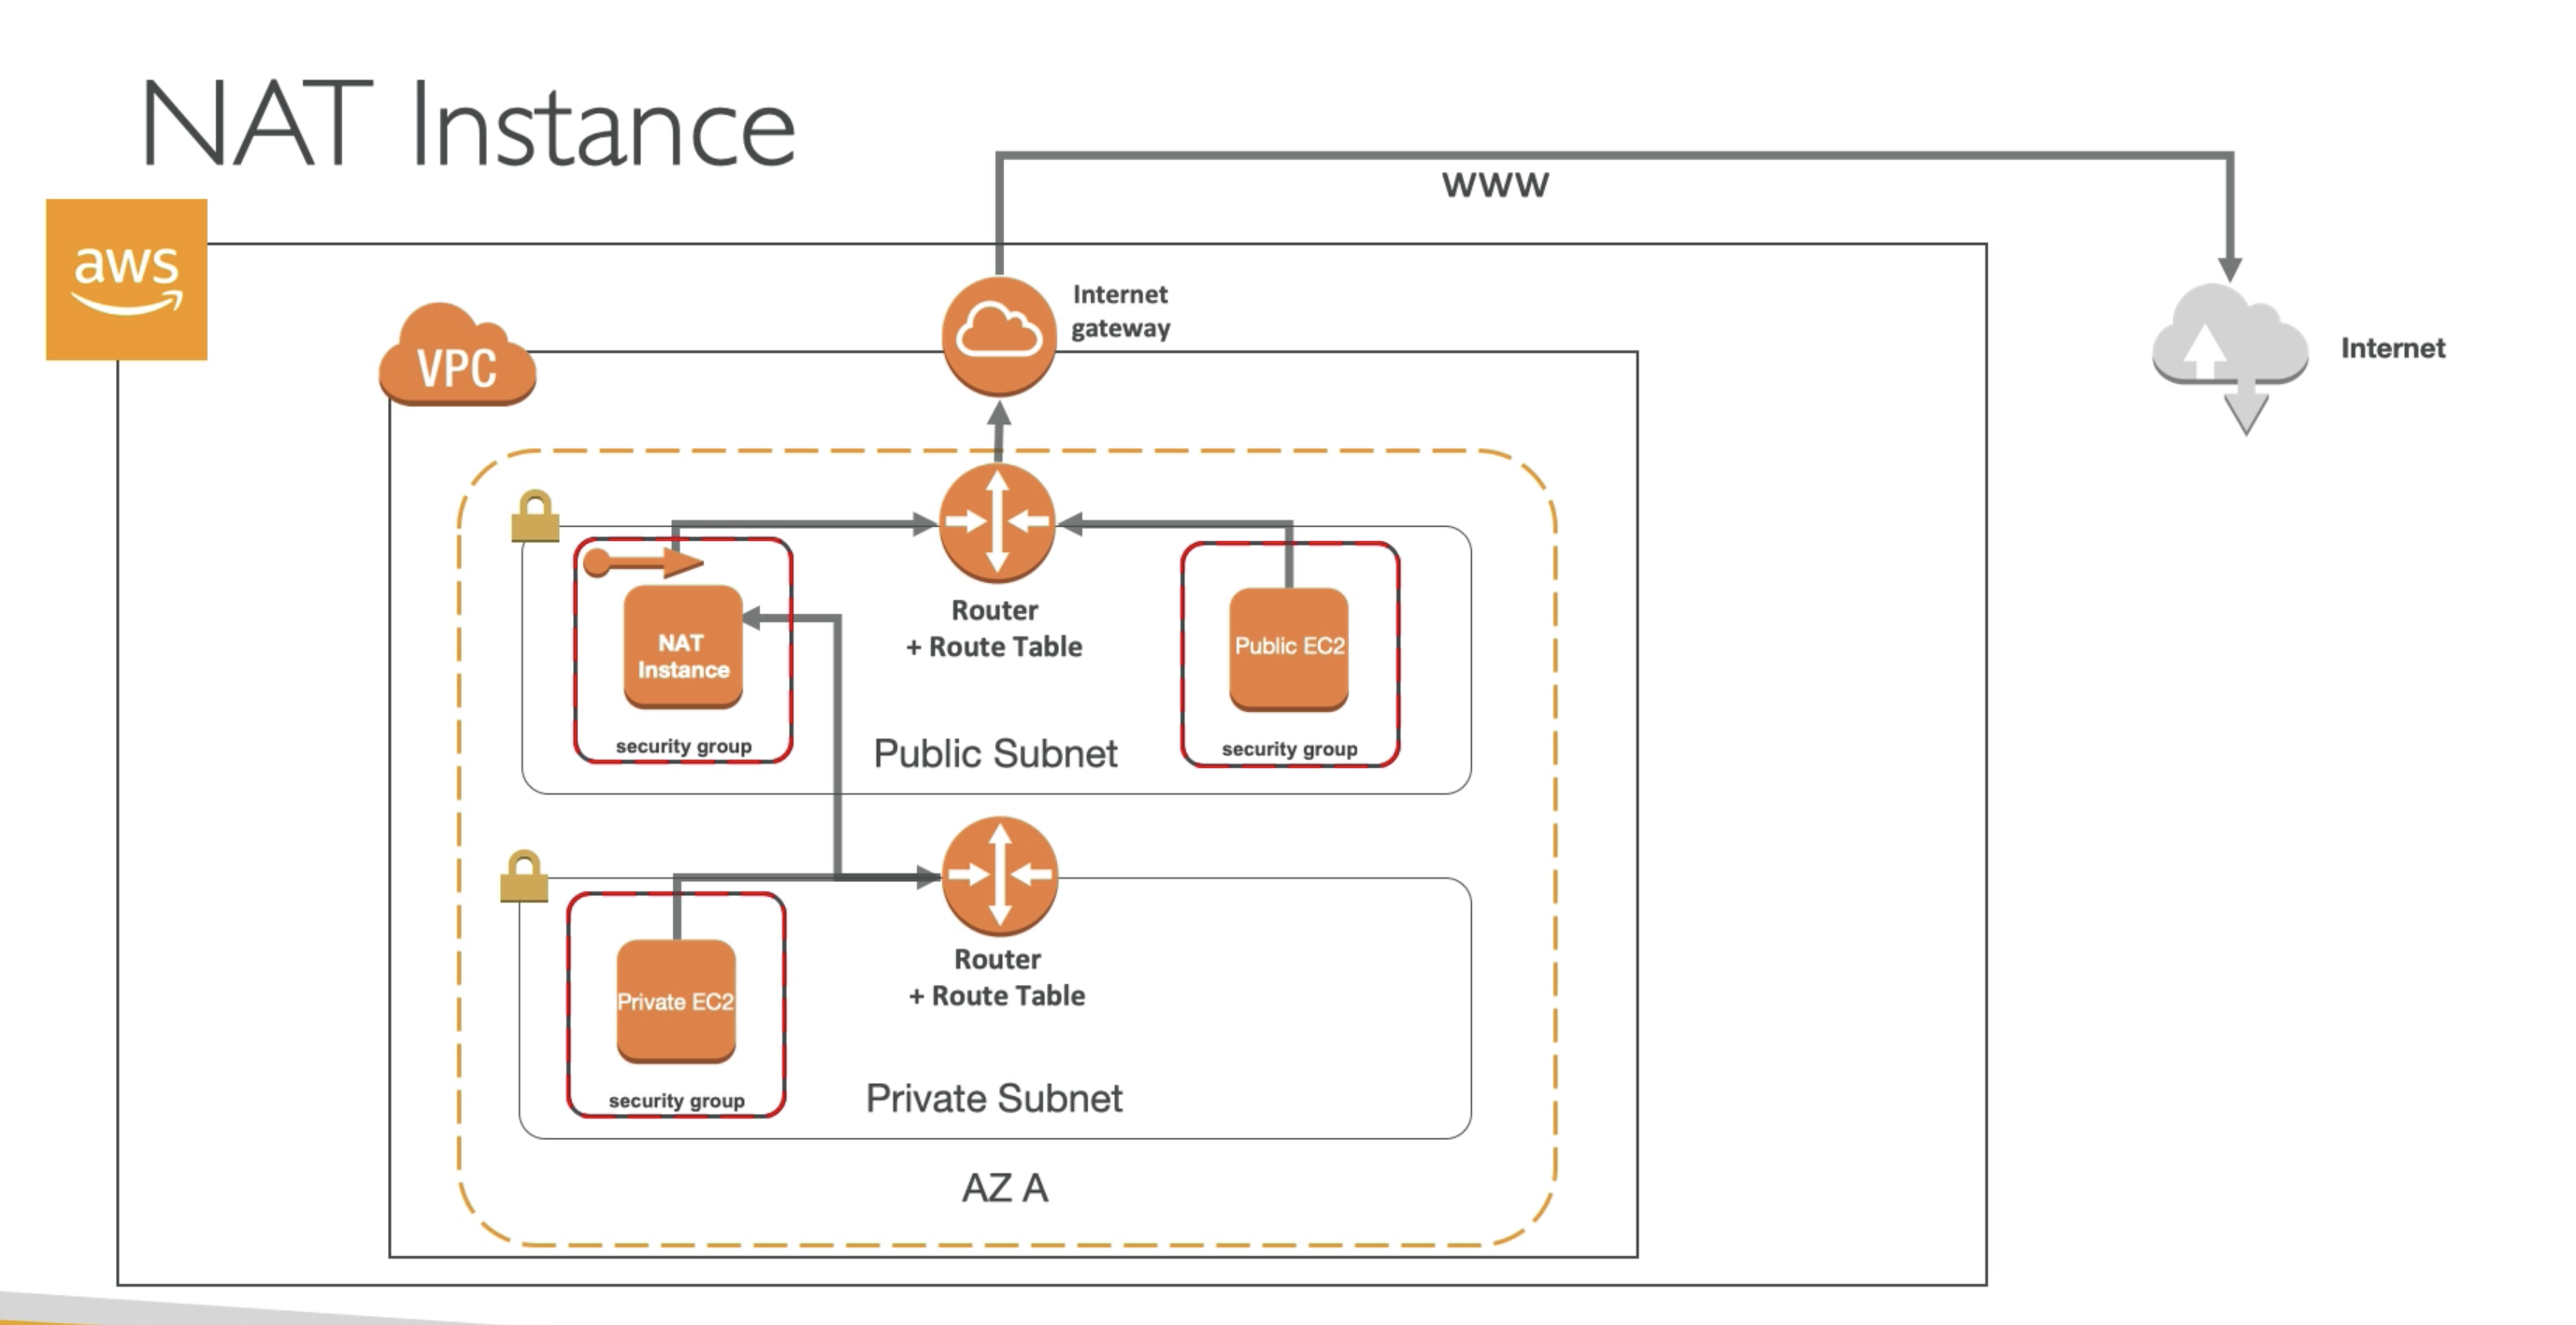 NAT Instance
www
aws
Internet
gateway
VPC
Internet
Router
+ Route Table
NAT
Instance
Public EC2
security group
Public Subnet
security group
Router
+ Route Table
Private EC2
security group
Private Subnet
AZ A